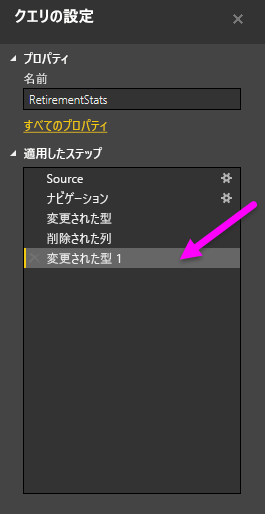 クエリの設定
プロパティ
名前
RetirementStats
すべてのプロパティ
適用したステップ
Source
ナビゲーション
変更された型
削除された列
変更された型 1